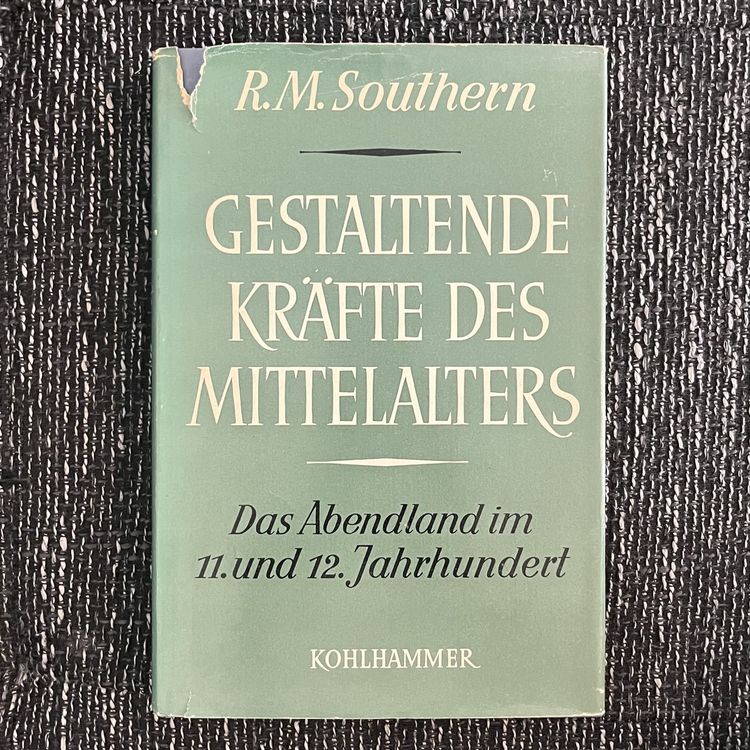 R.M. Southern
GESTALTENDE
KRÄFTE DES
MITTELALTERS
Das Abendland im
11. und 12. Jahrhundert
KOHLHAMMER